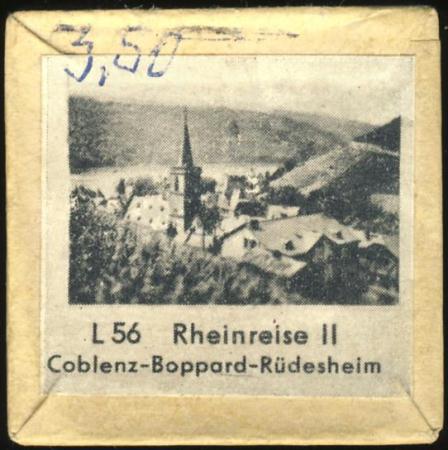 3,50
L 56 Rheinreise II
Coblenz-Boppard-Rüdesheim